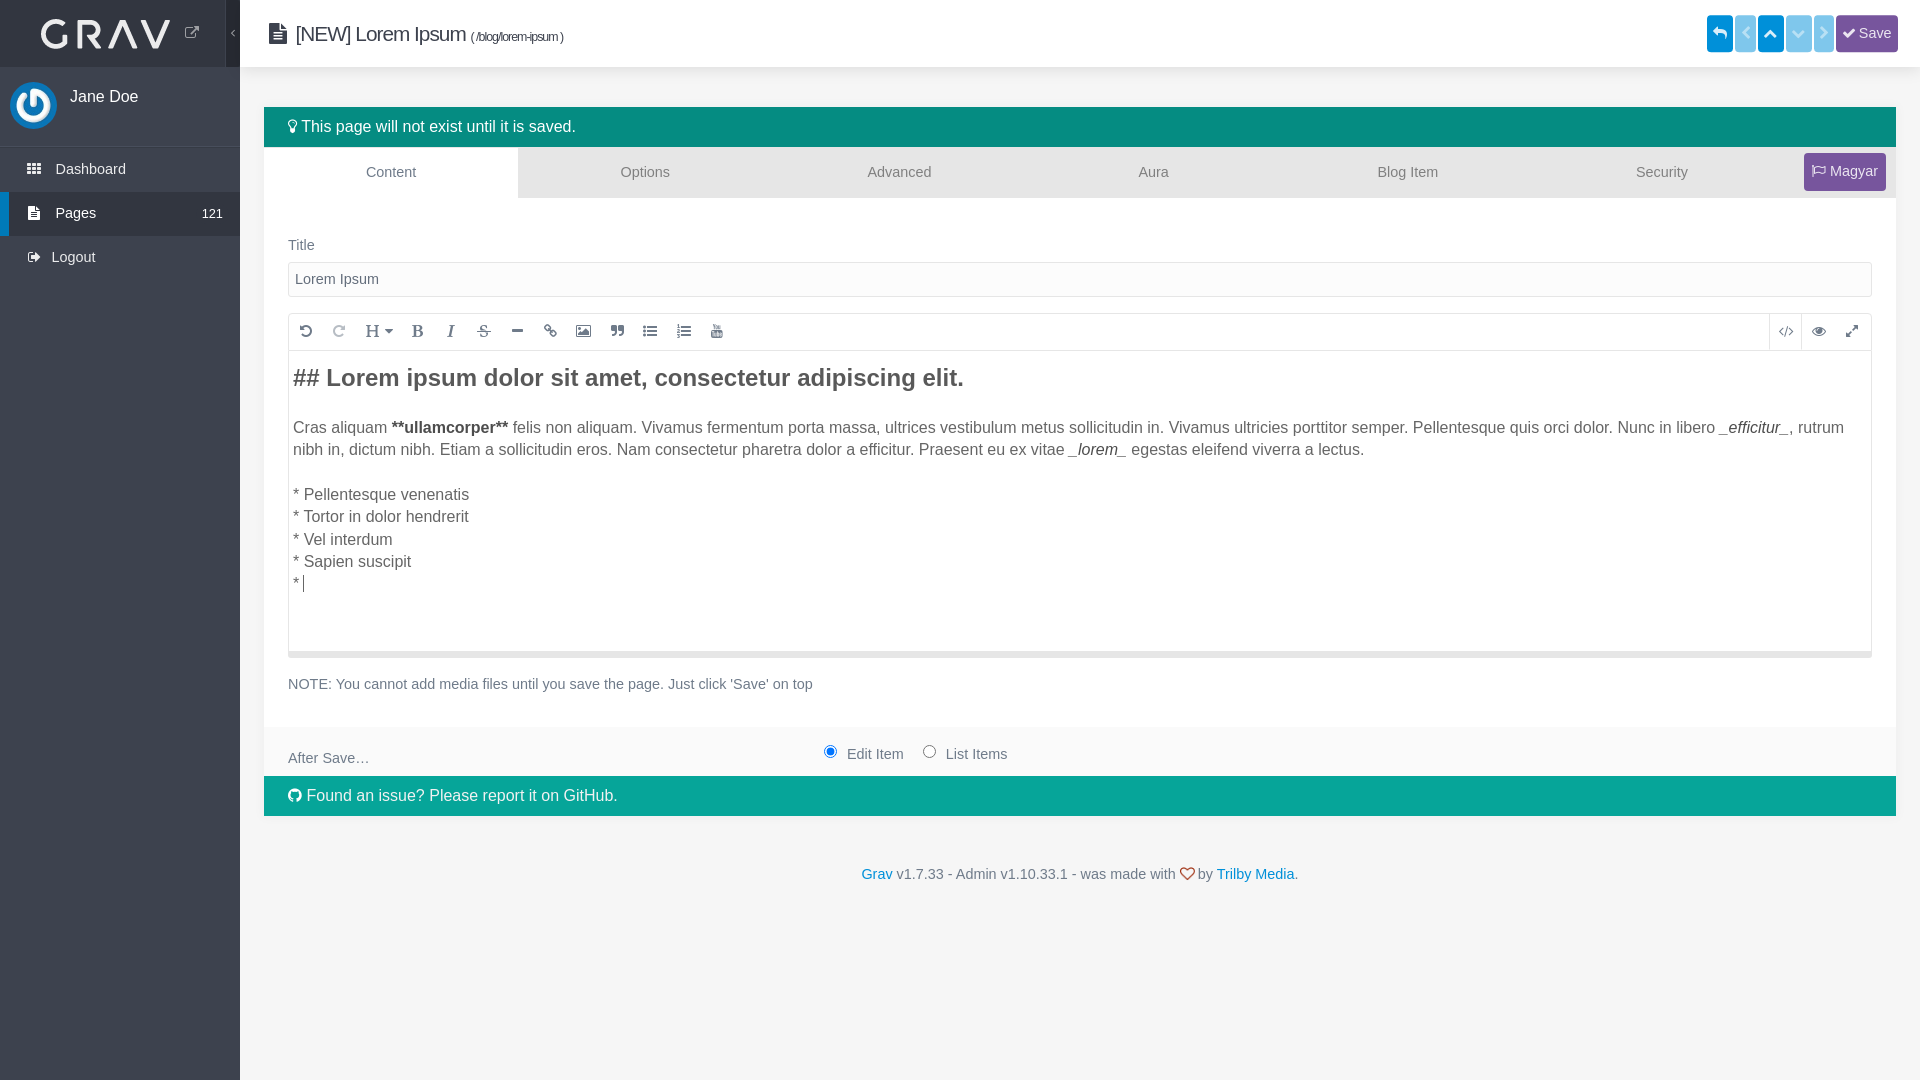 GRAV
[NEW] Lorem Ipsum ( /blog/lorem-ipsum )
Save
Jane Doe
Dashboard
Pages 121
Logout
This page will not exist until it is saved.
Content Options Advanced Aura Blog Item Security Magyar
Title
Lorem Ipsum
H B I S You Tube </>
## Lorem ipsum dolor sit amet, consectetur adipiscing elit.
Cras aliquam **ullamcorper** felis non aliquam. Vivamus fermentum porta massa, ultrices vestibulum metus sollicitudin in. Vivamus ultricies porttitor semper. Pellentesque quis orci dolor. Nunc in libero _efficitur_, rutrum
nibh in, dictum nibh. Etiam a sollicitudin eros. Nam consectetur pharetra dolor a efficitur. Praesent eu ex vitae _lorem_ egestas eleifend viverra a lectus.
* Pellentesque venenatis
* Tortor in dolor hendrerit
* Vel interdum
* Sapien suscipit
*
NOTE: You cannot add media files until you save the page. Just click 'Save' on top
After Save… Edit Item List Items
Found an issue? Please report it on GitHub.
Grav v1.7.33 - Admin v1.10.33.1 - was made with by Trilby Media.